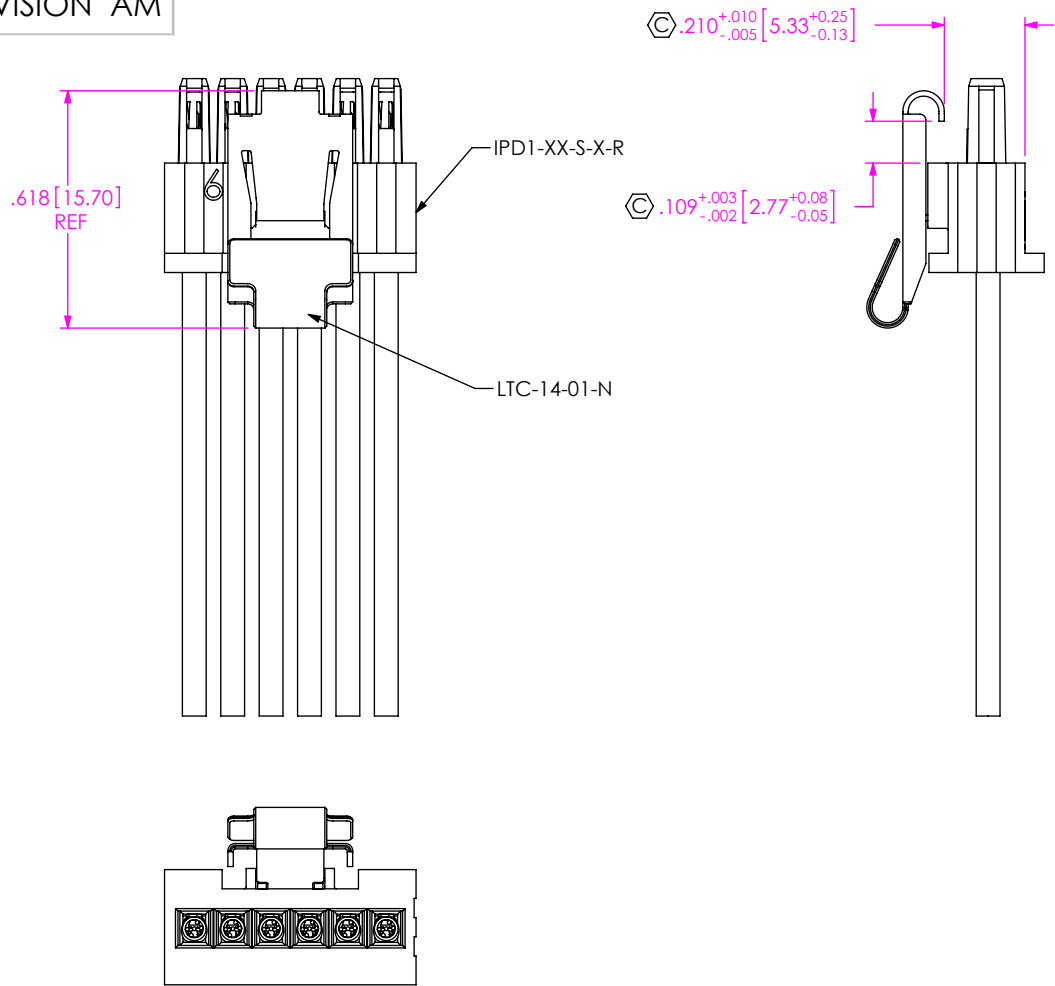 VISION AM
Ⓒ.210 +.010 -.005 [5.33 +0.25 -0.13]
IPD1-XX-S-X-R
.618[15.70]
REF
Ⓒ.109 +.003 -.002 [2.77 +0.08 -0.05]
6
LTC-14-01-N